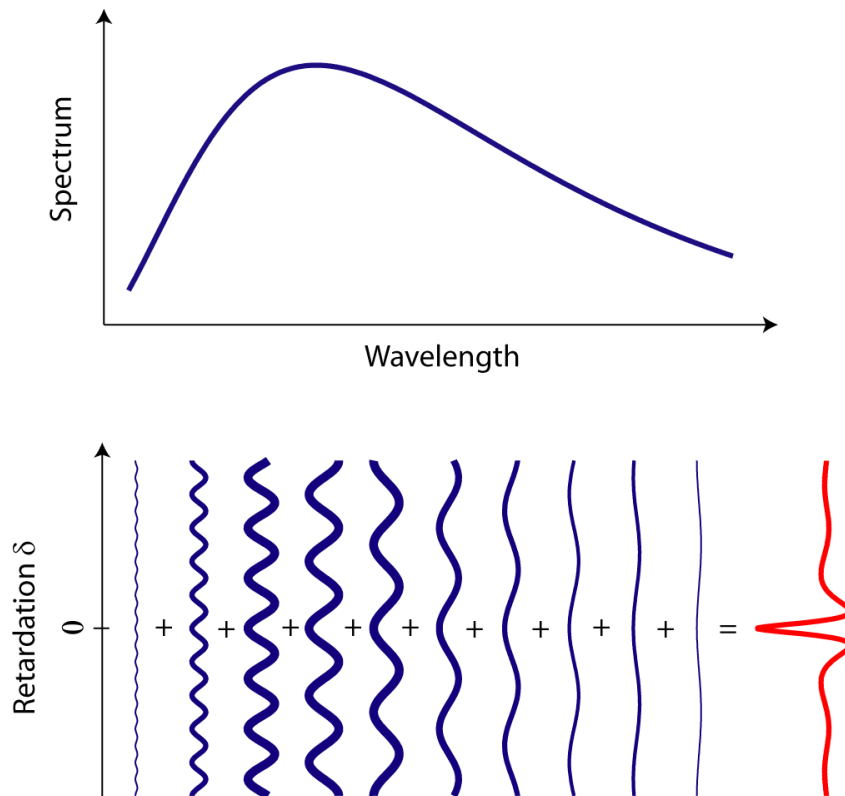 Spectrum
Wavelength
Retardation δ
0
+ + + + + + + + + =